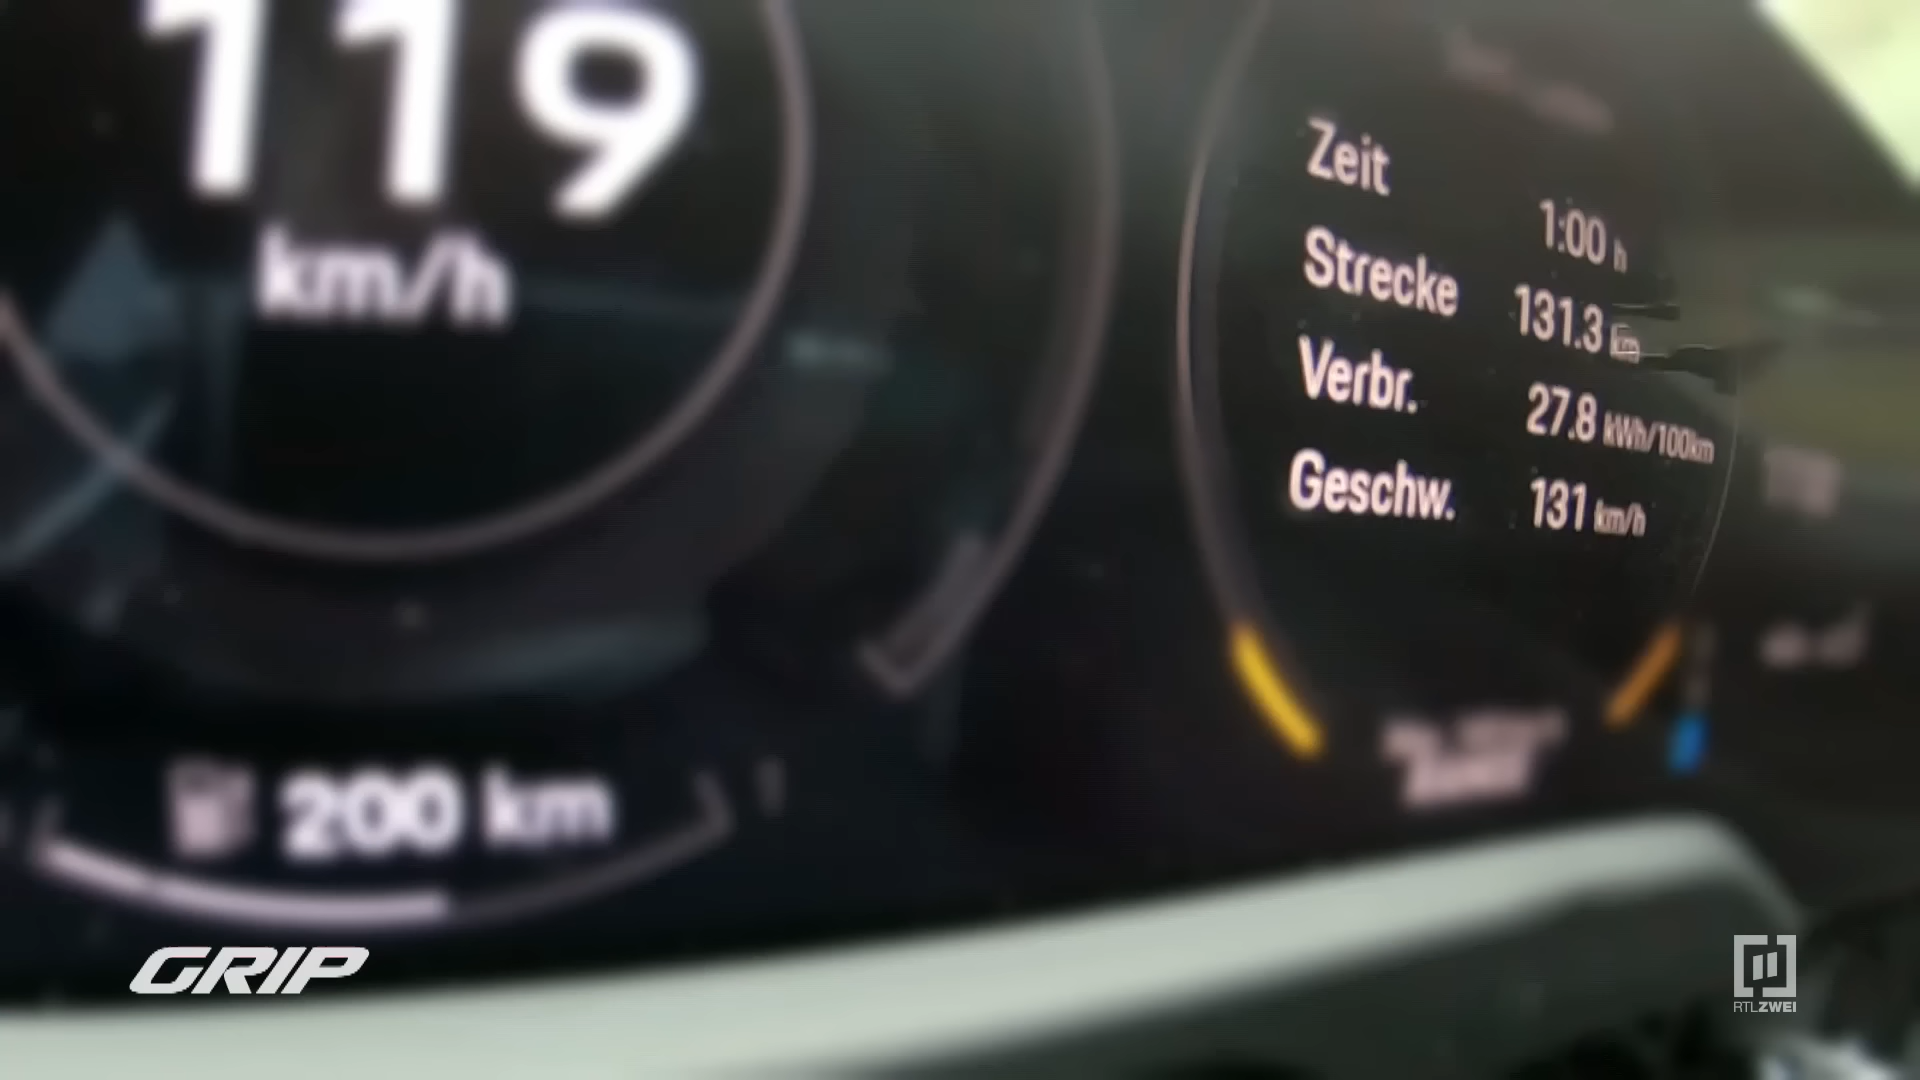 119
km/h
200 km
Zeit
1:00 h
Strecke
131.3 km
Verbr.
27.8 kWh/100km
Geschw.
131 km/h
GRIP
RTLZWEI